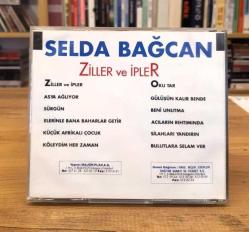 SELDA BAĞCAN
ZİLLER ve İPLER
ZİLLER ve İPLER
ASYA AĞLIYOR
SÜRGÜN
ELLERİNLE BANA BAHARLAR GETİR
KÜÇÜK AFRİKALI ÇOCUK
KÖLEYDİM HER ZAMAN
OKU TAR
GÜLÜŞÜN KALIR BENDE
BENİ UNUTMA
ACILARIN RIHTIMINDA
SİLAHLARI YANDIRIN
BULUTLARA SELAM VER